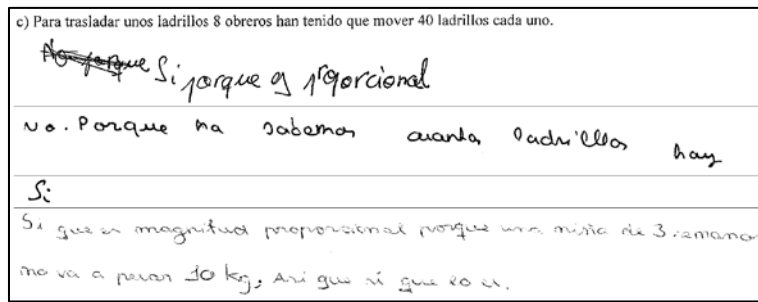 c) Para trasladar unos ladrillos 8 obreros han tenido que mover 40 ladrillos cada uno.
No porque Si porque es proporcional
No. Porque no sabemos cuantos ladrillos hay
Si
Si que es magnitud proporcional porque una niña de 3 semanas
no va a pesar 10 kg, Asi que si que lo es.